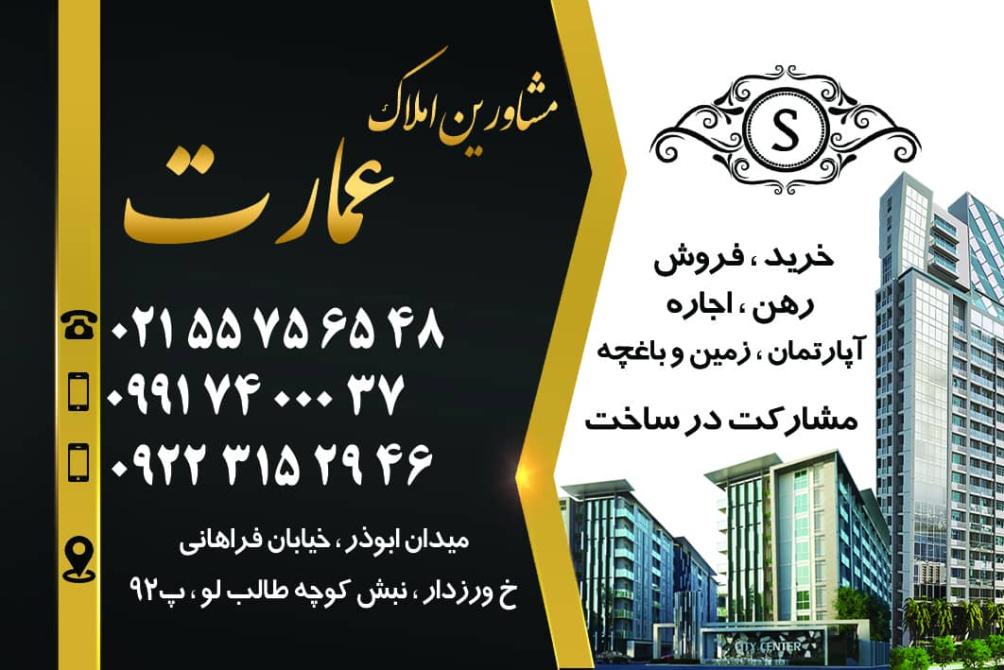 مشاورین املاک
عمارت
۰۲۱ ۵۵ ۷۵ ۶۵ ۴۸
۰۹۹۱ ۷۴ ۰۰۰ ۳۷
۰۹۲۲ ۳۱۵ ۲۹ ۴۶
میدان ابوذر ، خیابان فراهانی
خ ورزدار ، نبش کوچه طالب لو ، پ۹۲
S
خرید ، فروش
رهن ، اجاره
آپارتمان ، زمین و باغچه
مشارکت در ساخت
CITY CENTER